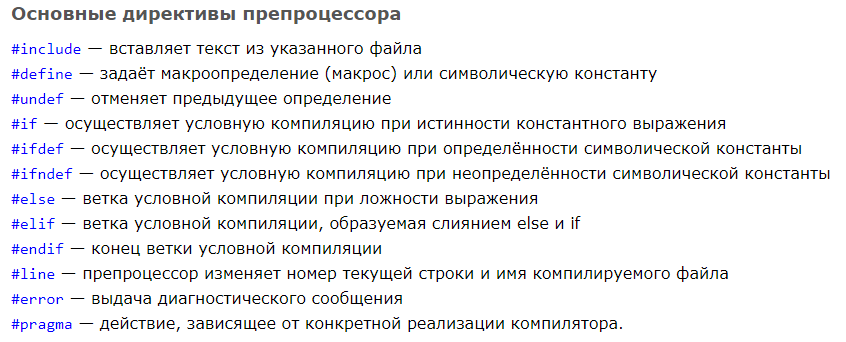 Основные директивы препроцессора
#include — вставляет текст из указанного файла
#define — задаёт макроопределение (макрос) или символическую константу
#undef — отменяет предыдущее определение
#if — осуществляет условную компиляцию при истинности константного выражения
#ifdef — осуществляет условную компиляцию при определённости символической константы
#ifndef — осуществляет условную компиляцию при неопределённости символической константы
#else — ветка условной компиляции при ложности выражения
#elif — ветка условной компиляции, образуемая слиянием else и if
#endif — конец ветки условной компиляции
#line — препроцессор изменяет номер текущей строки и имя компилируемого файла
#error — выдача диагностического сообщения
#pragma — действие, зависящее от конкретной реализации компилятора.